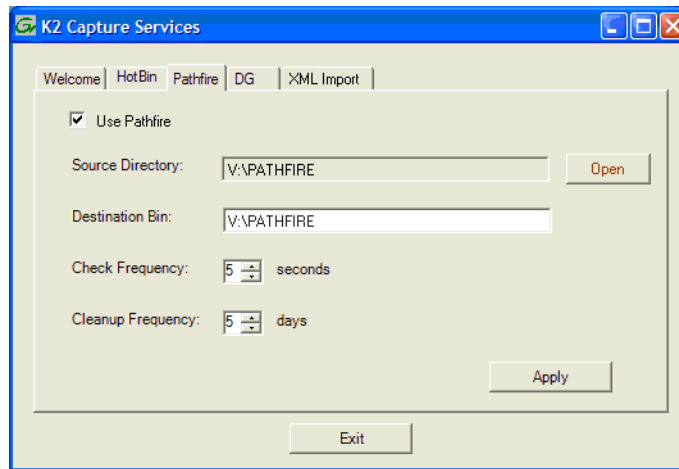 K2 Capture Services
Welcome HotBin Pathfire DG XML Import
Use Pathfire
Source Directory: V:\PATHFIRE Open
Destination Bin: V:\PATHFIRE
Check Frequency: 5 seconds
Cleanup Frequency: 5 days
Apply
Exit